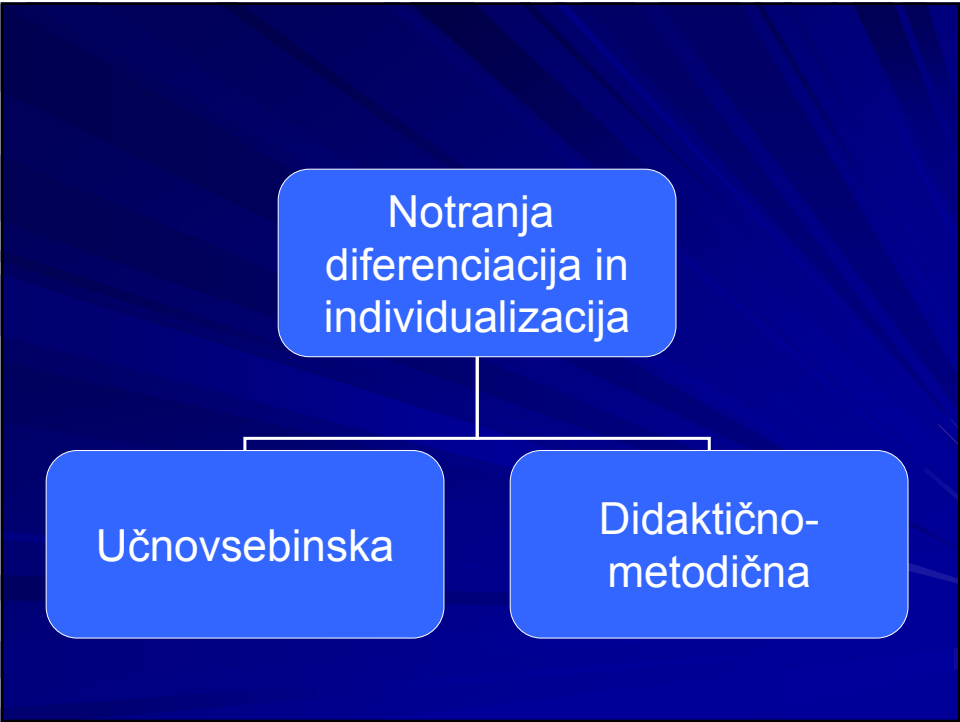 Notranja
diferenciacija in
individualizacija
Učnovsebinska
Didaktično-
metodična